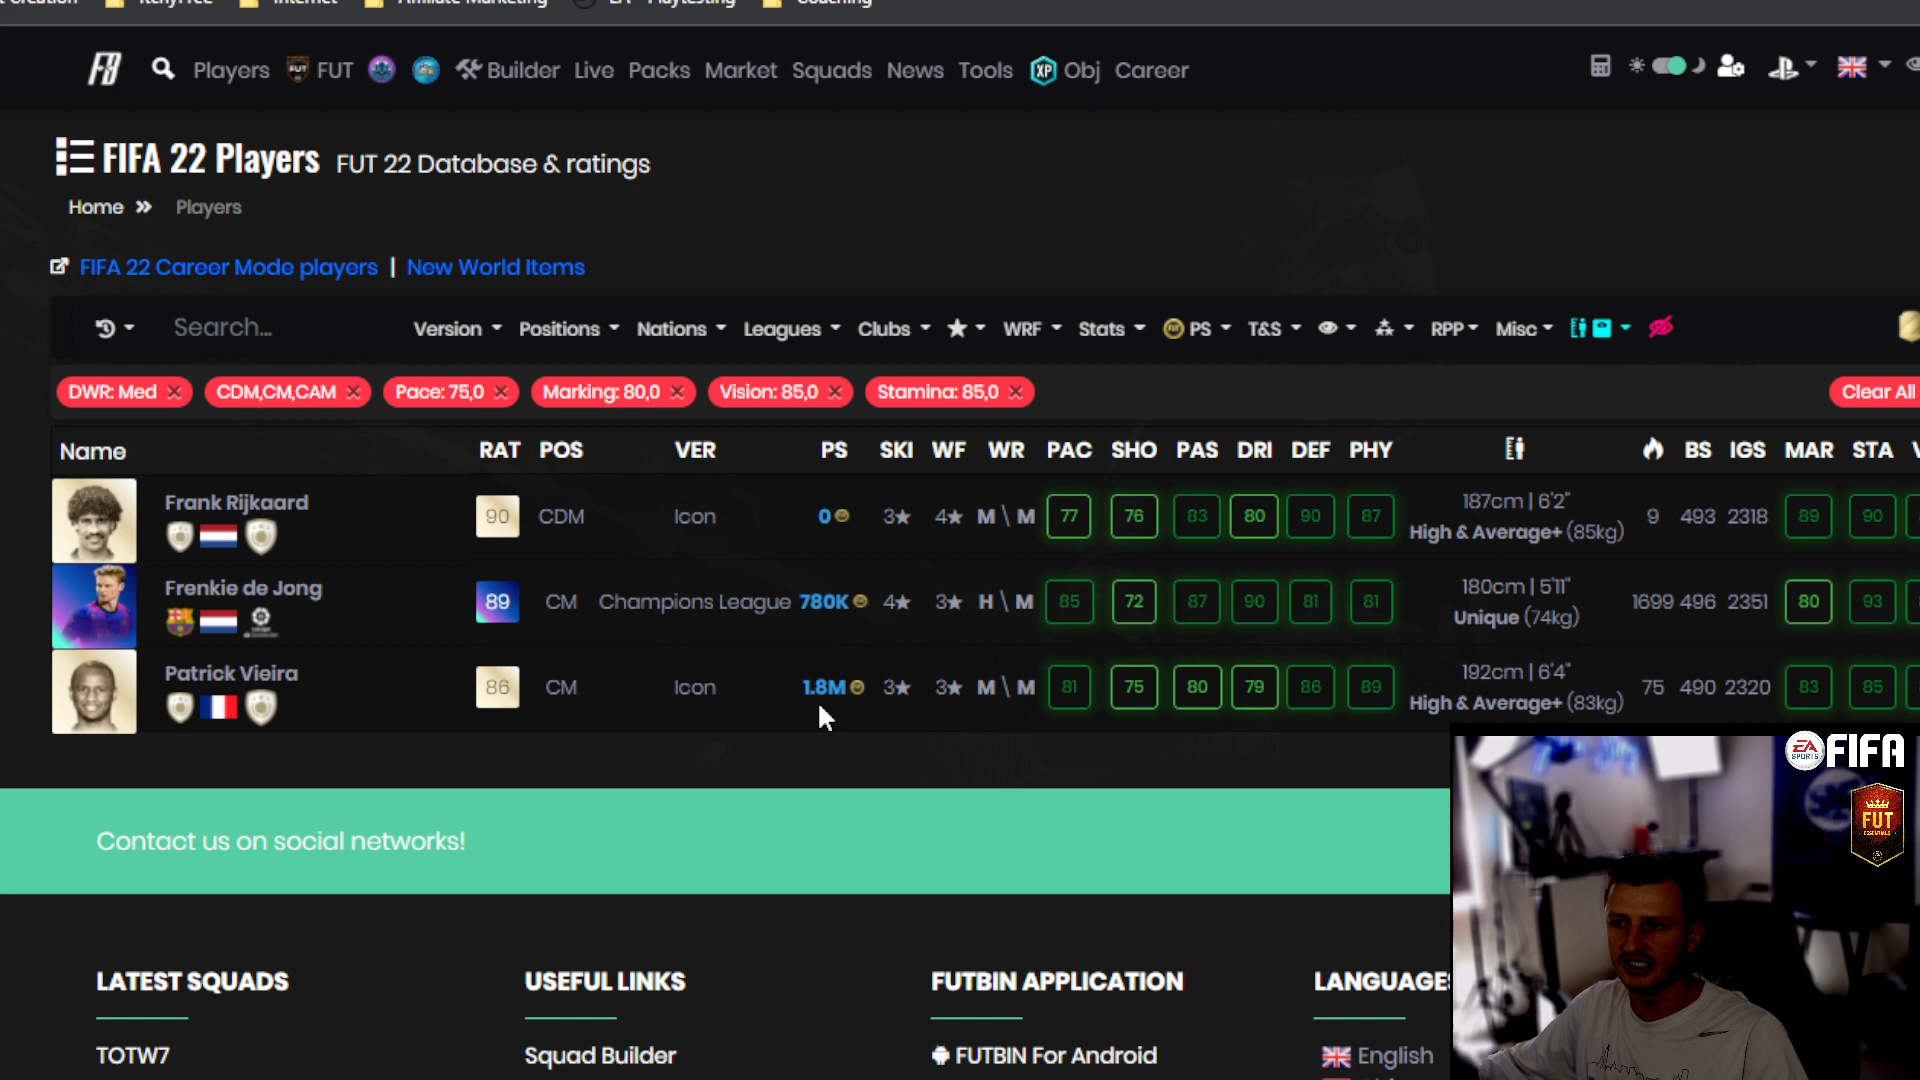 Players FUT Builder Live Packs Market Squads News Tools XP Obj Career
FIFA 22 Players FUT 22 Database & ratings
Home » Players
FIFA 22 Career Mode players | New World Items
Search... Version Positions Nations Leagues Clubs ★ WRF Stats PS T&S RPP Misc
DWR: Med CDM,CM,CAM Pace: 75,0 Marking: 80,0 Vision: 85,0 Stamina: 85,0 Clear All
Name RAT POS VER PS SKI WF WR PAC SHO PAS DRI DEF PHY BS IGS MAR STA
Frank Rijkaard 90 CDM Icon 0 3★ 4★ M \ M 77 76 83 80 90 87 187cm | 6'2" 9 493 2318 89 90
High & Average+ (85kg)
Frenkie de Jong 89 CM Champions League 780K 4★ 3★ H \ M 85 72 87 90 81 81 180cm | 5'11" 1699 496 2351 80 93
Unique (74kg)
Patrick Vieira 86 CM Icon 1.8M 3★ 3★ M \ M 81 75 80 79 86 89 192cm | 6'4" 75 490 2320 83 85
High & Average+ (83kg)
EA SPORTS FIFA
FUT
ESSENTIALS
Contact us on social networks!
LATEST SQUADS USEFUL LINKS FUTBIN APPLICATION LANGUAGES
TOTW7 Squad Builder FUTBIN For Android English